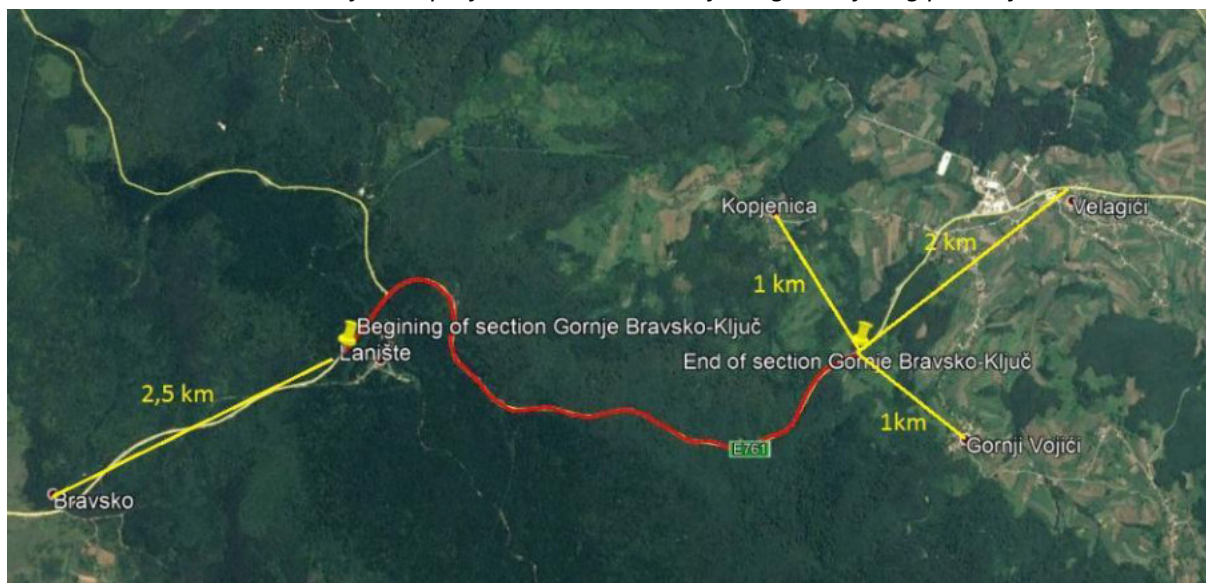 Kopjenica
Velagići
2 km
1 km
Begining of section Gornje Bravsko-Ključ
Lanište
End of section Gornje Bravsko-Ključ
2,5 km
1km
Gornji Vojići
E761
Bravsko